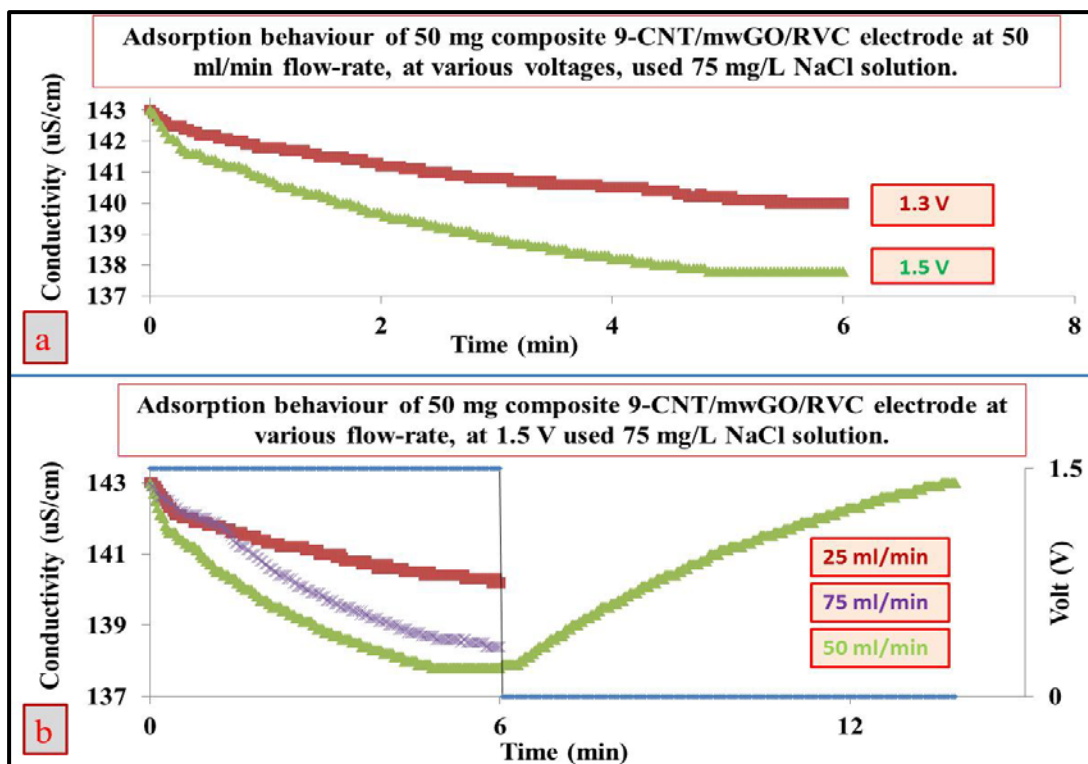 Adsorption behaviour of 50 mg composite 9-CNT/mwGO/RVC electrode at 50
ml/min flow-rate, at various voltages, used 75 mg/L NaCl solution.
Conductivity (uS/cm)
143
142
141
140
139
138
137
1.3 V
1.5 V
0
2
4
6
8
Time (min)
a
Adsorption behaviour of 50 mg composite 9-CNT/mwGO/RVC electrode at
various flow-rate, at 1.5 V used 75 mg/L NaCl solution.
Conductivity (uS/cm)
143
141
139
137
25 ml/min
75 ml/min
50 ml/min
1.5
0
Volt (V)
0
6
12
Time (min)
b